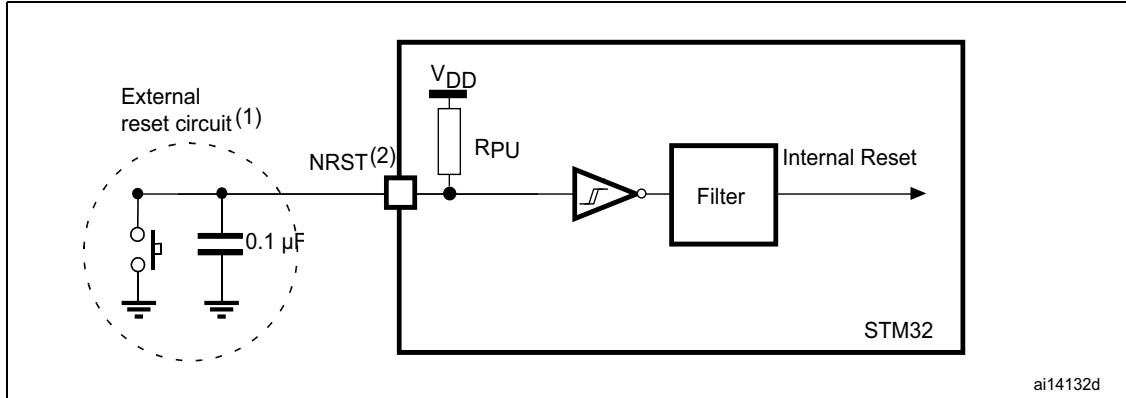 VDD
External
reset circuit(1)
NRST(2)
RPU
Internal Reset
Filter
0.1 μF
STM32
ai14132d